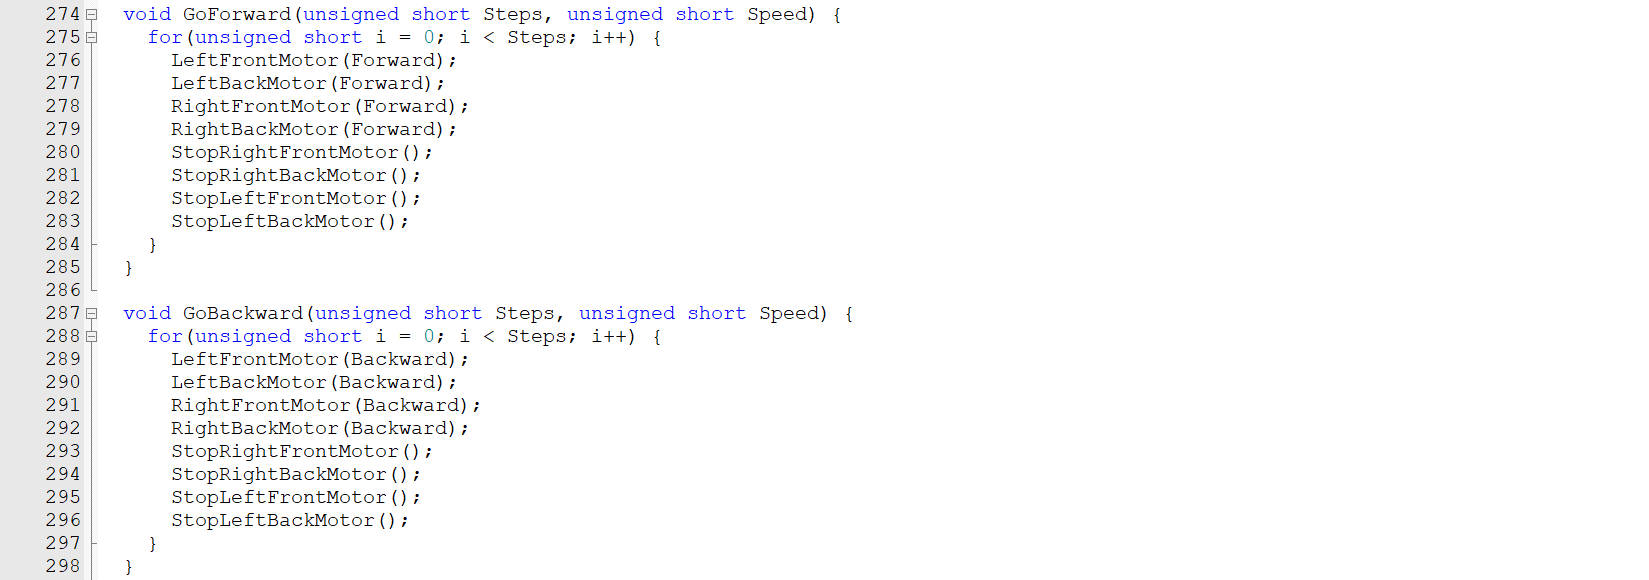 274 void GoForward(unsigned short Steps, unsigned short Speed) {
275 for(unsigned short i = 0; i < Steps; i++) {
276 LeftFrontMotor(Forward);
277 LeftBackMotor(Forward);
278 RightFrontMotor(Forward);
279 RightBackMotor(Forward);
280 StopRightFrontMotor();
281 StopRightBackMotor();
282 StopLeftFrontMotor();
283 StopLeftBackMotor();
284 }
285 }
286
287 void GoBackward(unsigned short Steps, unsigned short Speed) {
288 for(unsigned short i = 0; i < Steps; i++) {
289 LeftFrontMotor(Backward);
290 LeftBackMotor(Backward);
291 RightFrontMotor(Backward);
292 RightBackMotor(Backward);
293 StopRightFrontMotor();
294 StopRightBackMotor();
295 StopLeftFrontMotor();
296 StopLeftBackMotor();
297 }
298 }